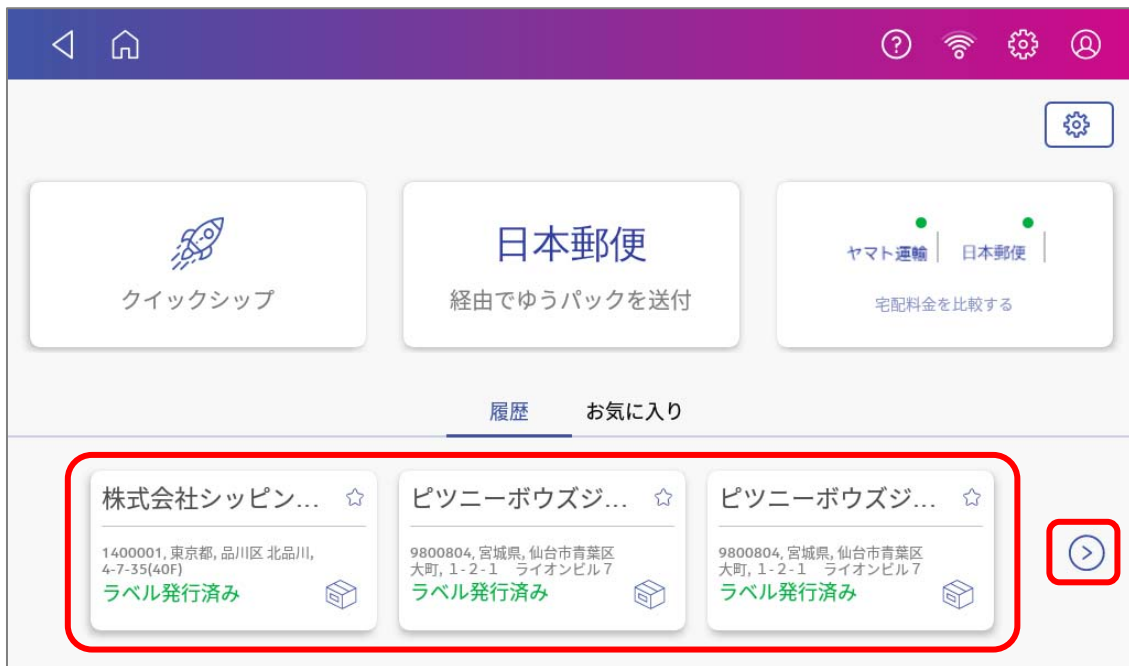 日本郵便
クイックシップ
経由でゆうパックを送付
ヤマト運輸 日本郵便
宅配料金を比較する
履歴 お気に入り
株式会社シッピン...
1400001, 東京都, 品川区 北品川,
4-7-35(40F)
ラベル発行済み
ピツニーボウズジ...
9800804, 宮城県, 仙台市青葉区
大町, 1-2-1 ライオンビル7
ラベル発行済み
ピツニーボウズジ...
9800804, 宮城県, 仙台市青葉区
大町, 1-2-1 ライオンビル7
ラベル発行済み